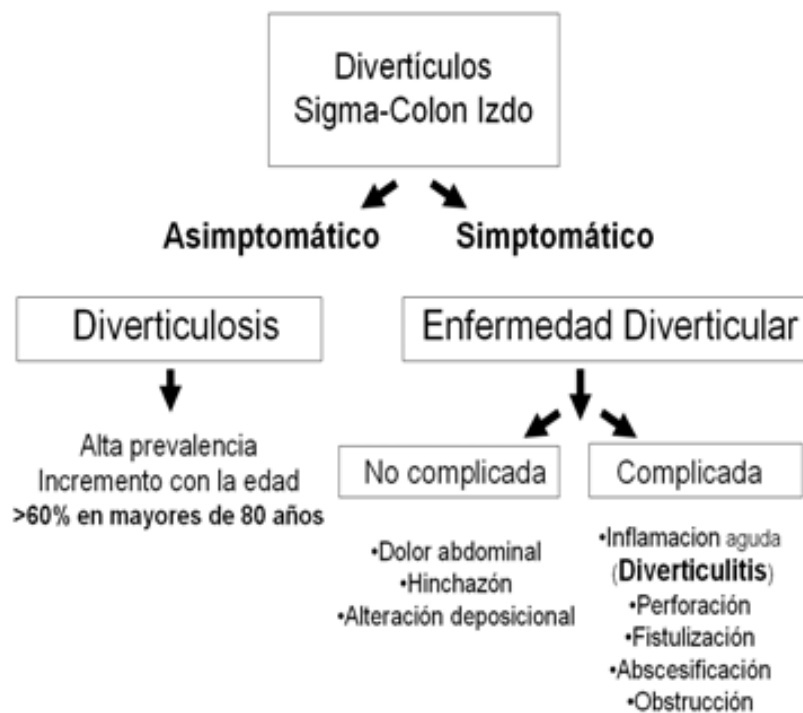 Divertículos
Sigma-Colon Izdo
Asimptomático
Simptomático
Diverticulosis
Enfermedad Diverticular
Alta prevalencia
Incremento con la edad
>60% en mayores de 80 años
No complicada
Complicada
•Dolor abdominal
•Hinchazón
•Alteración deposicional
•Inflamacion aguda
(Diverticulitis)
•Perforación
•Fistulización
•Abscesificación
•Obstrucción